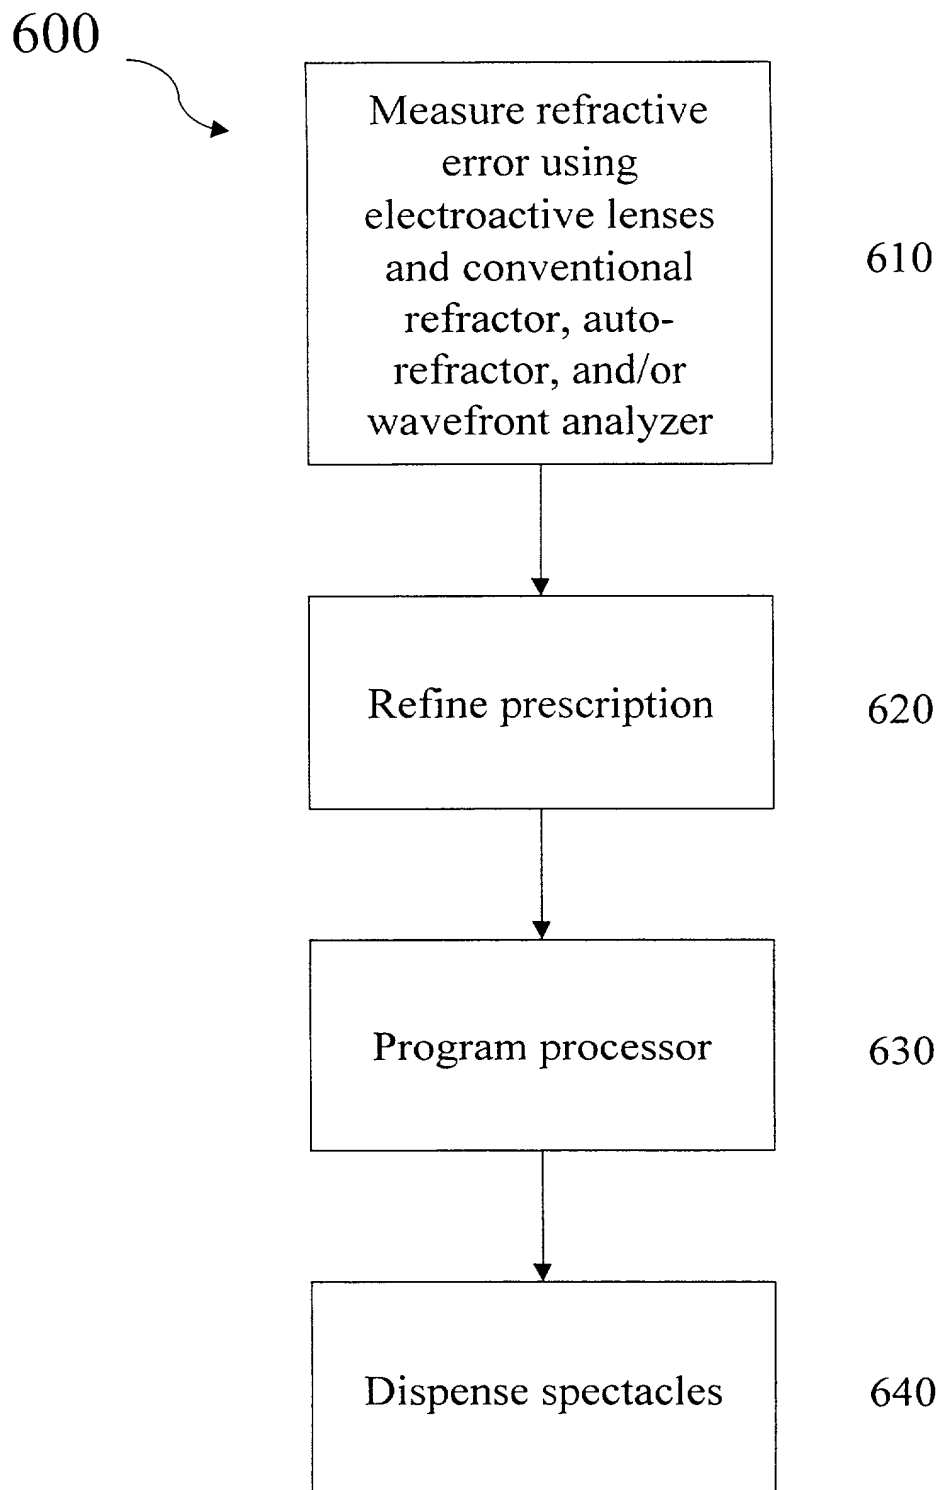 600
Measure refractive
error using
electroactive lenses
and conventional
refractor, auto-
refractor, and/or
wavefront analyzer
610
Refine prescription
620
Program processor
630
Dispense spectacles
640